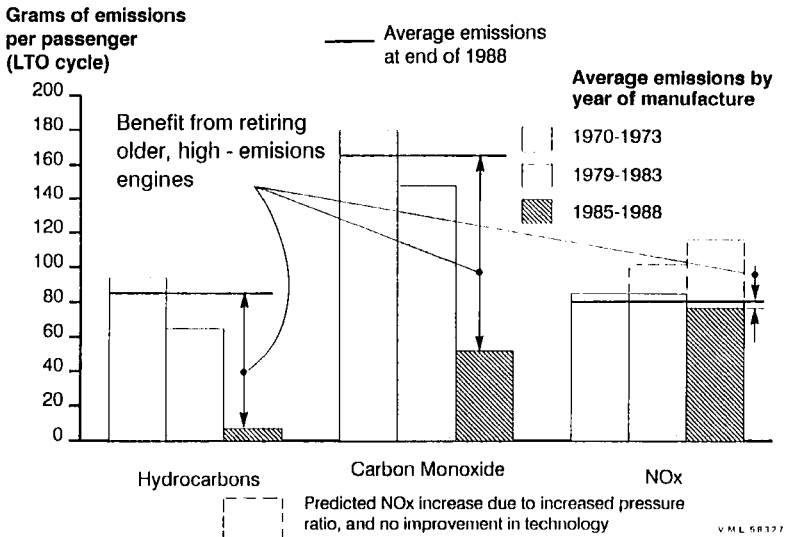 Grams of emissions
per passenger
(LTO cycle)
Average emissions
at end of 1988
Average emissions by
year of manufacture
1970-1973
1979-1983
1985-1988
Benefit from retiring
older, high - emisions
engines
200
180
160
140
120
100
80
60
40
20
0
Hydrocarbons
Carbon Monoxide
NOx
Predicted NOx increase due to increased pressure
ratio, and no improvement in technology
VML 58327